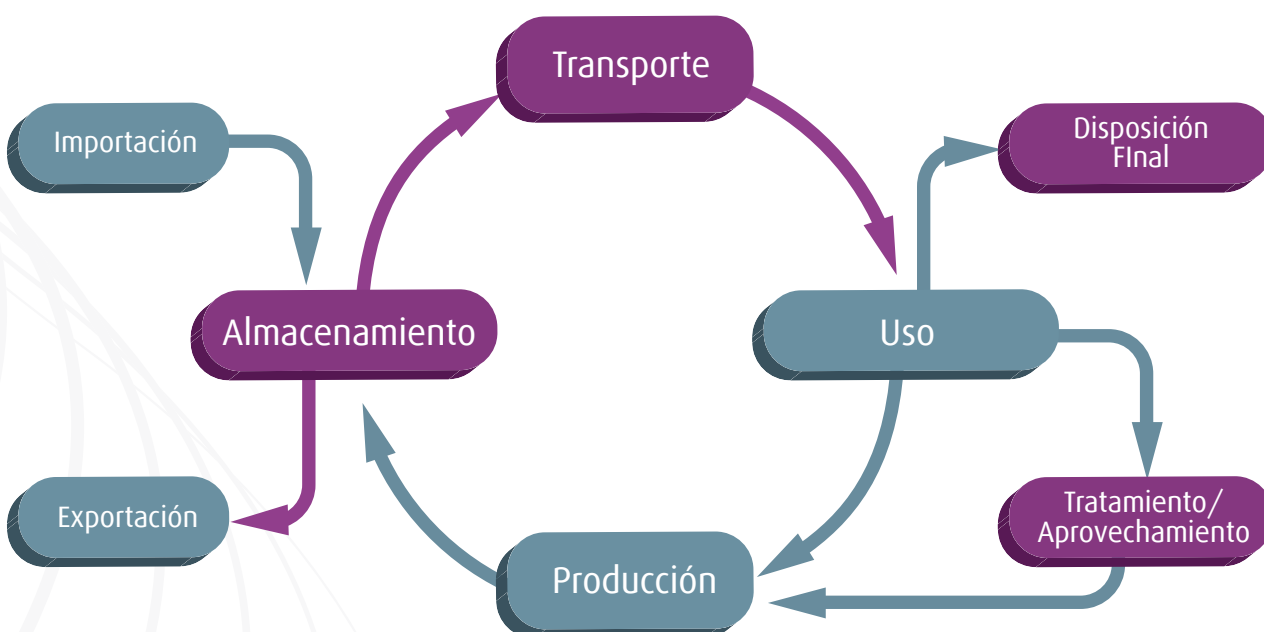 Transporte
Importación
Disposición
FInal
Almacenamiento
Uso
Exportación
Tratamiento/
Aprovechamiento
Producción